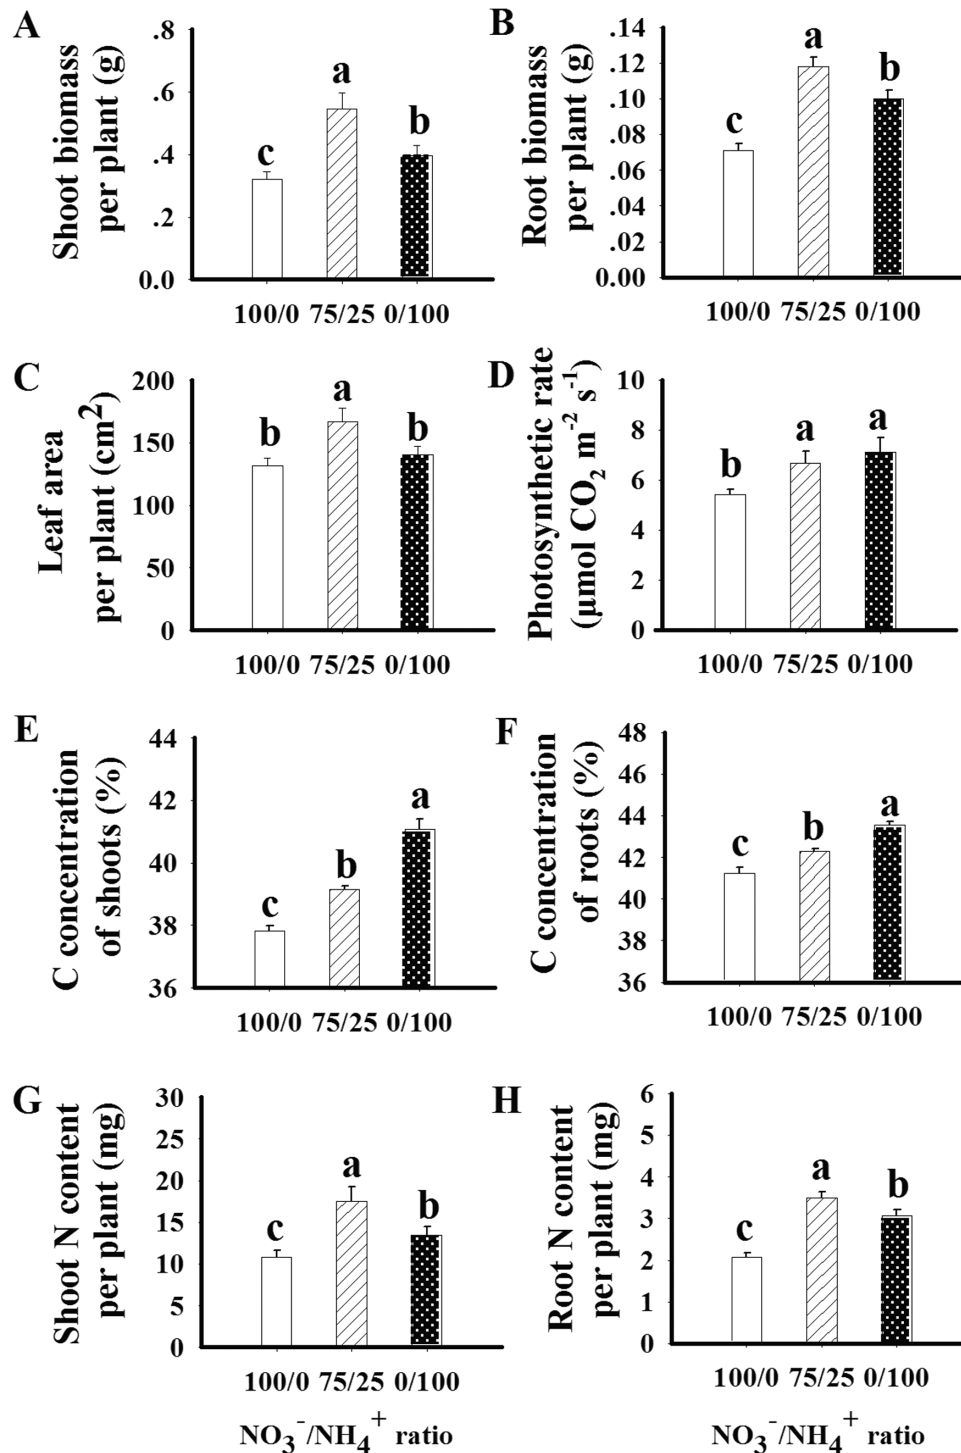 A
Shoot biomass
per plant (g)
.8
.6
.4
.2
0.0
c
a
b
100/0 75/25 0/100
B
Root biomass
per plant (g)
.14
.12
.10
.08
.06
.04
.02
0.00
c
a
b
100/0 75/25 0/100
C
Leaf area
per plant (cm²)
200
150
100
50
0
b
a
b
100/0 75/25 0/100
D
Photosynthetic rate
(μmol CO₂ m⁻² s⁻¹)
10
8
6
4
2
0
b
a
a
100/0 75/25 0/100
E
C concentration
of shoots (%)
44
42
40
38
36
c
b
a
100/0 75/25 0/100
F
C concentration
of roots (%)
48
46
44
42
40
38
36
c
b
a
100/0 75/25 0/100
G
Shoot N content
per plant (mg)
30
25
20
15
10
5
0
c
a
b
100/0 75/25 0/100
NO₃⁻/NH₄⁺ ratio
H
Root N content
per plant (mg)
6
5
4
3
2
1
0
c
a
b
100/0 75/25 0/100
NO₃⁻/NH₄⁺ ratio